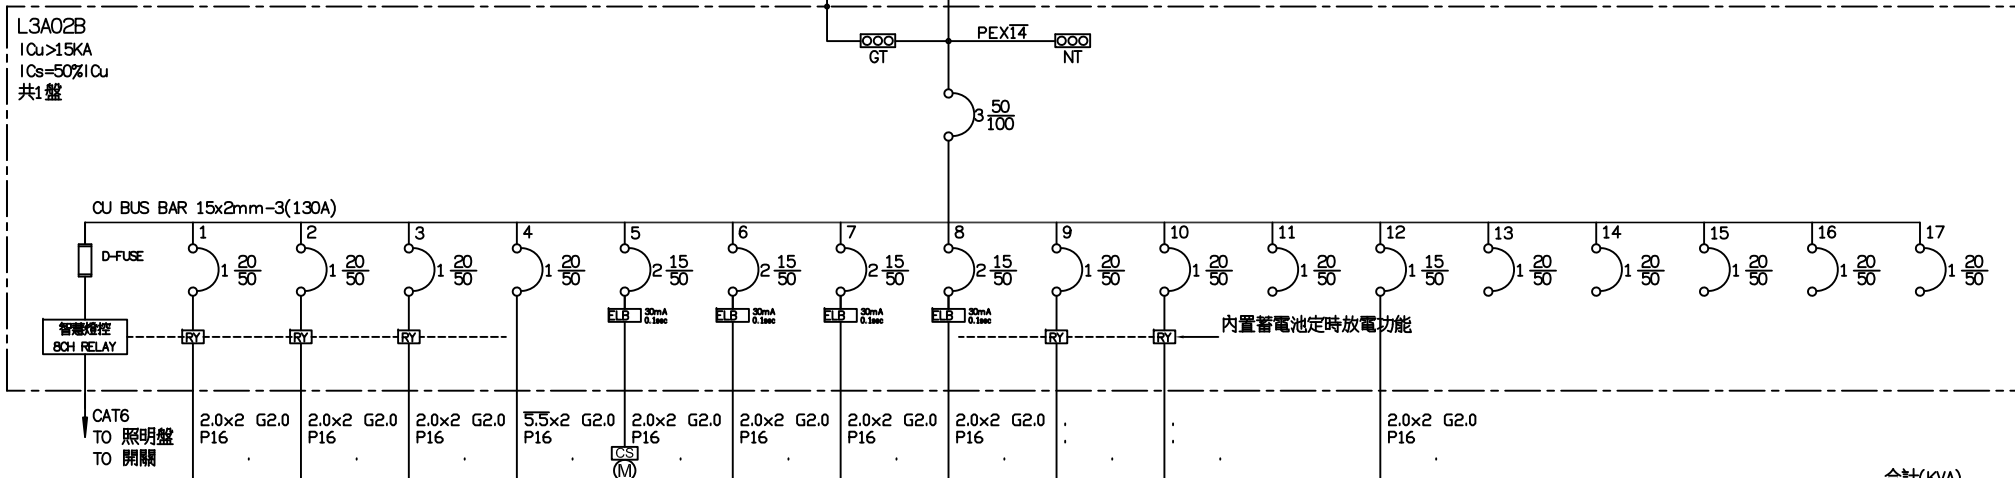 L3A02B
ICu>15KA
ICs=50%ICu
共1盤
GT
PEX14
NT
3 50/100
CU BUS BAR 15x2mm-3(130A)
D-FUSE
1 2 3 4 5 6 7 8 9 10 11 12 13 14 15 16 17
1 20/50 1 20/50 1 20/50 1 20/50 2 15/50 2 15/50 2 15/50 2 15/50 1 20/50 1 20/50 1 20/50 1 15/50 1 20/50 1 20/50 1 20/50 1 20/50 1 20/50
ELB 30mA ELB 30mA ELB 30mA ELB 30mA
0.1sec 0.1sec 0.1sec 0.1sec
智慧燈控
8CH RELAY
RY RY RY RY RY
內置蓄電池定時放電功能
CAT6
TO 照明盤
TO 開關
2.0x2 G2.0 2.0x2 G2.0 2.0x2 G2.0 5.5x2 G2.0 2.0x2 G2.0 2.0x2 G2.0 2.0x2 G2.0 2.0x2 G2.0 2.0x2 G2.0
P16 P16 P16 P16 P16 P16 P16 P16 P16
CS
M
合計(KVA)